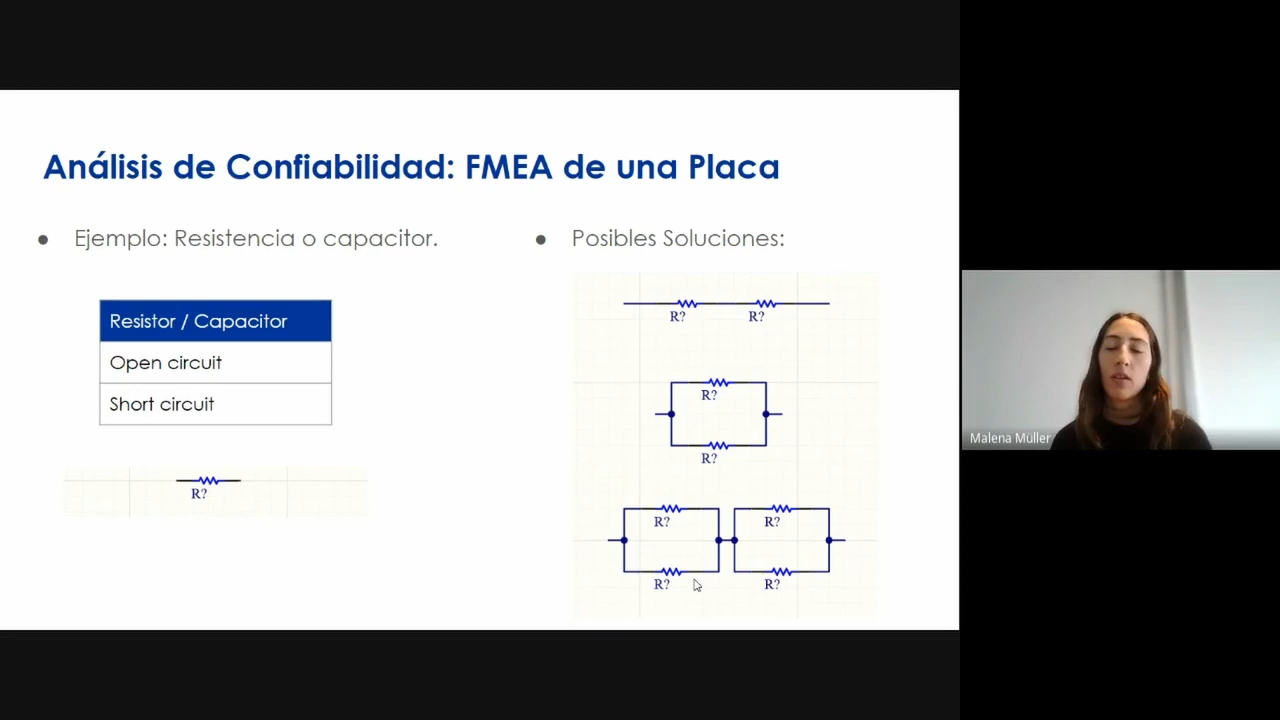 Análisis de Confiabilidad: FMEA de una Placa
● Ejemplo: Resistencia o capacitor.
Resistor / Capacitor
Open circuit
Short circuit
R?
● Posibles Soluciones:
R? R?
R?
R?
R? R?
R? R?
Malena Müller